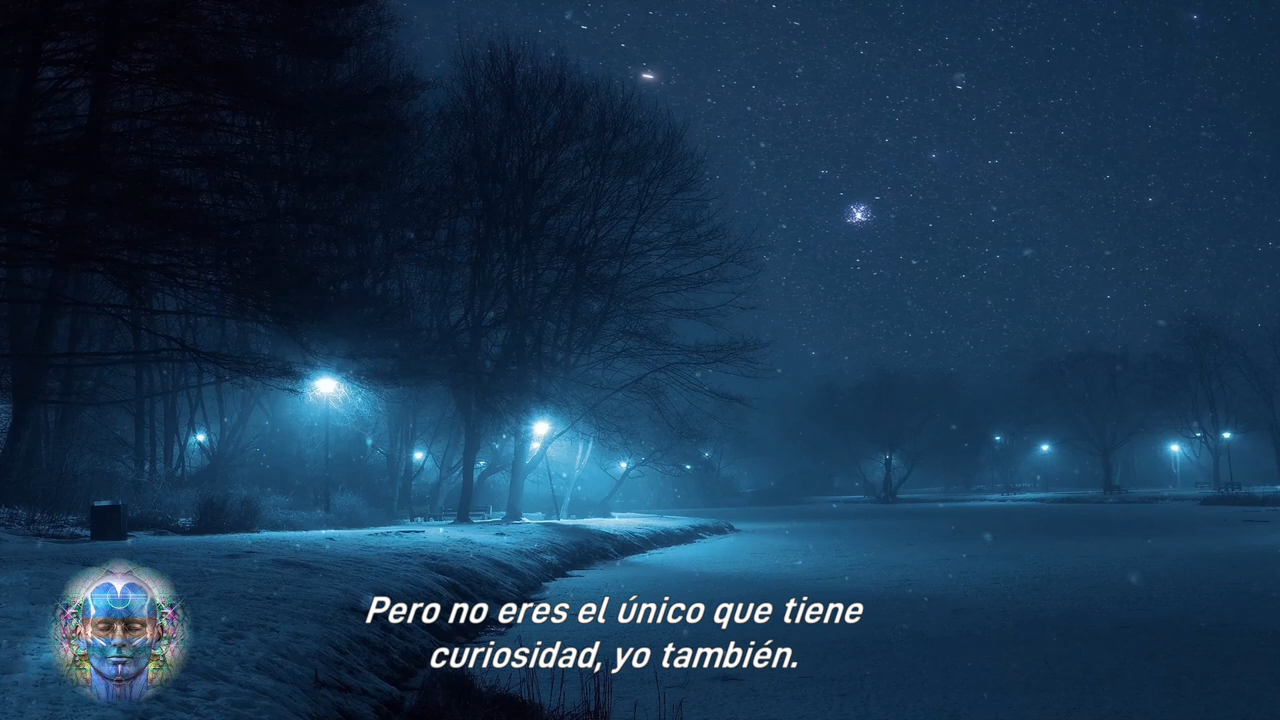 Pero no eres el único que tiene
curiosidad, yo también.